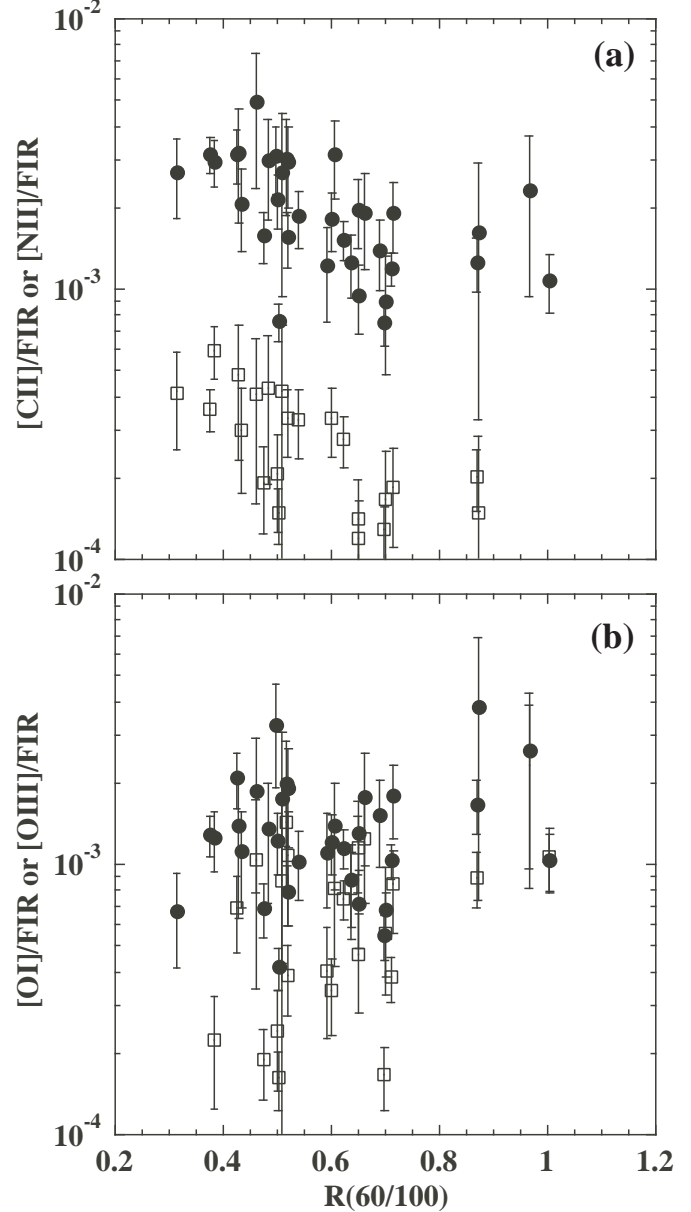 10⁻²
(a)
[CII]/FIR or [NII]/FIR
10⁻³
10⁻⁴
10⁻²
(b)
[OI]/FIR or [OIII]/FIR
10⁻³
10⁻⁴
0.2 0.4 0.6 0.8 1 1.2
R(60/100)